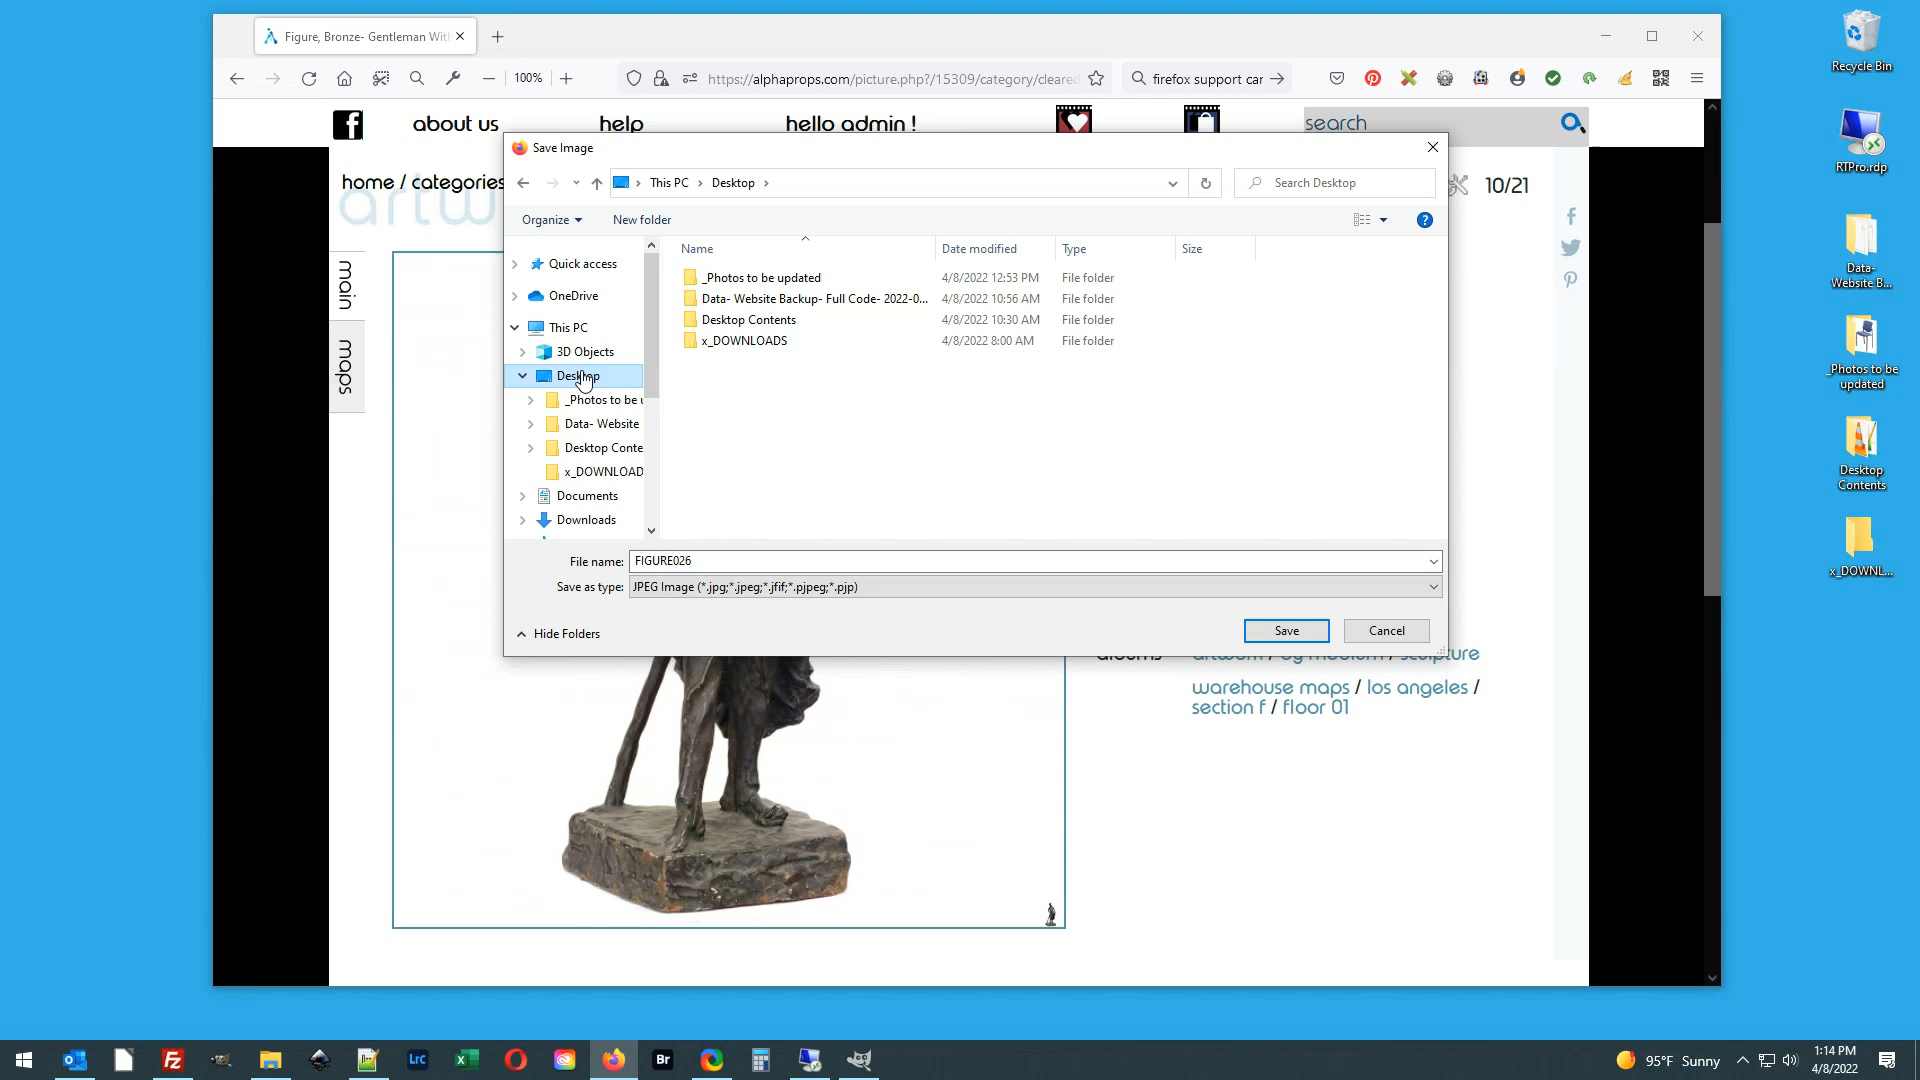 Figure, Bronze- Gentleman Wit
100%
https://alphaprops.com/picture.php?/15309/category/cleare
firefox support car
about us
help
hello admin !
search
home / categories
artw
10/21
main
maps
Save Image
This PC
Desktop
Search Desktop
Organize
New folder
Name
Date modified
Type
Size
Quick access
OneDrive
This PC
3D Objects
Desktop
_Photos to be u
Data- Website
Desktop Conte
x_DOWNLOAD
Documents
Downloads
_Photos to be updated 4/8/2022 12:53 PM File folder
Data- Website Backup- Full Code- 2022-0... 4/8/2022 10:56 AM File folder
Desktop Contents 4/8/2022 10:30 AM File folder
x_DOWNLOADS 4/8/2022 8:00 AM File folder
File name: FIGURE026
Save as type: JPEG Image (*.jpg;*.jpeg;*.jfif;*.pjpeg;*.pjp)
Hide Folders
Save
Cancel
warehouse maps / los angeles /
section f / floor 01
Recycle Bin
RTPro.rdp
Data-
Website B...
_Photos to be
updated
Desktop
Contents
x_DOWNL...
LrC
Br
Fz
95°F Sunny
1:14 PM
4/8/2022